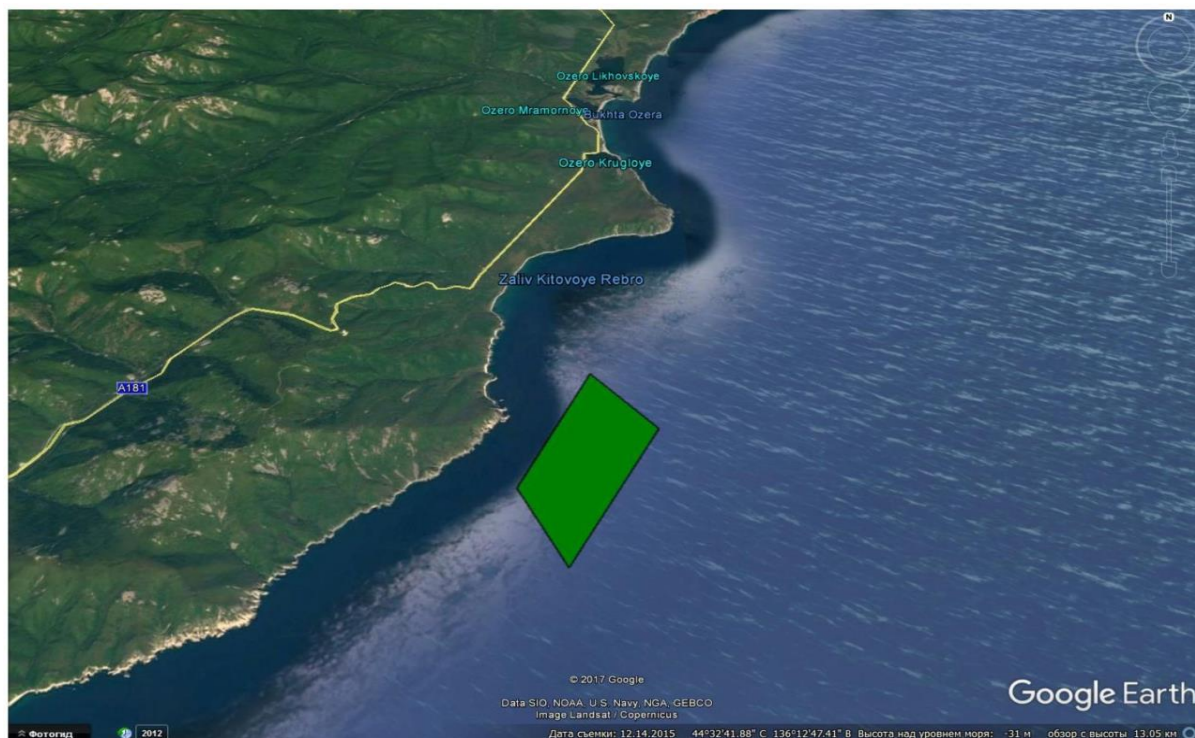 N
Ozero Likhovskoye
Ozero Mramornoye
Bukhta Ozera
Ozero Krugloye
Zaliv Kitovoye Rebro
A181
© 2017 Google
Data SIO, NOAA, U.S. Navy, NGA, GEBCO
Image Landsat / Copernicus
Google Earth
Фотогид 2012 Дата съемки: 12.14.2015 44°32'41.88" С 136°12'47.41" В Высота над уровнем моря: -31 м обзор с высоты 13.05 км